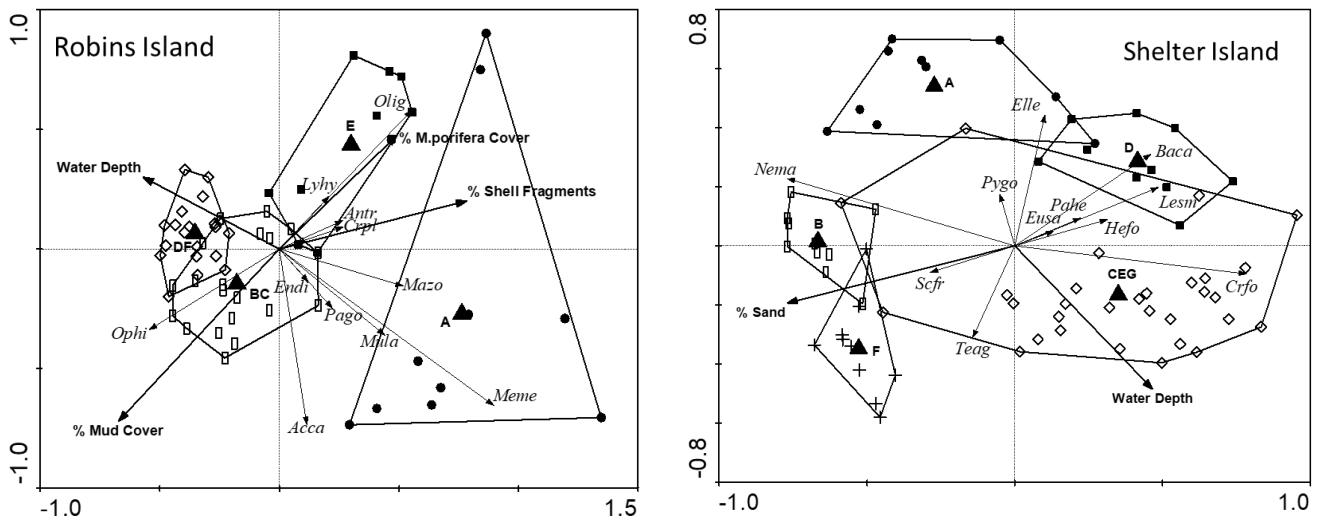 Robins Island
1.0
-1.0
-1.0
1.5
Olig
E
% M.porifera Cover
Water Depth
Lyhy
% Shell Fragments
Antr
Crpl
DF
BC
Endi
Mazo
Pago
A
Ophi
Mula
Meme
% Mud Cover
Acca
Shelter Island
0.8
-0.8
-1.0
1.0
A
Elle
D
Baca
Nema
Pygo
Pahe
Lesm
Eusa
Hefo
B
Scfr
CEG
Crfo
% Sand
Teag
F
Water Depth